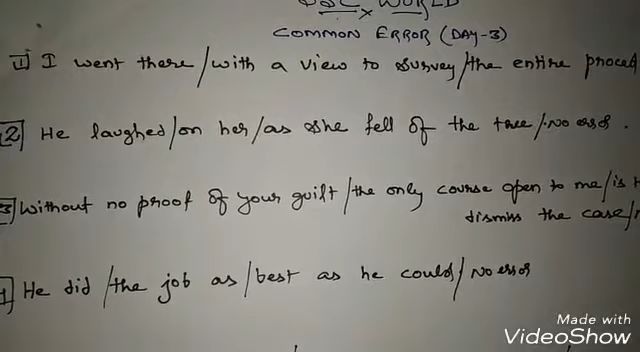 SSC × WORLD
COMMON ERROR (DAY-3)
1] I went there/with a view to survey/the entire
2] He laughed/on her/as she fell of the tree/.No error.
3] Without no proof of your guilt/the only course open to me/is
dismiss the case/
He did/the job as/best as he could/No error
Made with
VideoShow